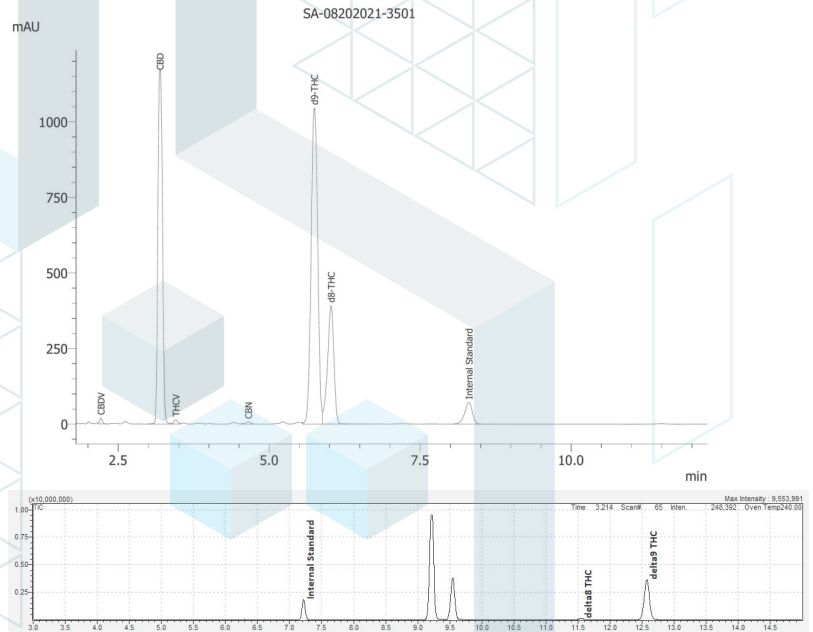 SA-08202021-3501
mAU
CBD
d9-THC
1000
750
500
d8-THC
250
Internal Standard
CBDV
THCV
CBN
0
2.5 5.0 7.5 10.0
min
Max Intensity : 9,553,991
(x10,000,000)
TIC Time 3.214 Scan# 65 Inten. 248,392 Oven Temp240.00
1.00
0.75
0.50
0.25
Internal Standard
delta8 THC
delta9 THC
3.0 3.5 4.0 4.5 5.0 5.5 6.0 6.5 7.0 7.5 8.0 8.5 9.0 9.5 10.0 10.5 11.0 11.5 12.0 12.5 13.0 13.5 14.0 14.5